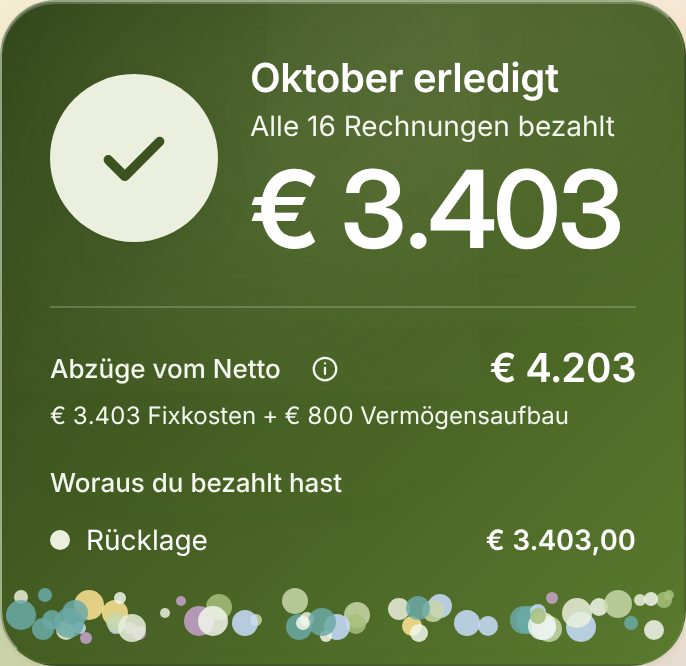 Oktober erledigt
Alle 16 Rechnungen bezahlt
€ 3.403
Abzüge vom Netto
€ 4.203
€ 3.403 Fixkosten + € 800 Vermögensaufbau
Woraus du bezahlt hast
Rücklage
€ 3.403,00